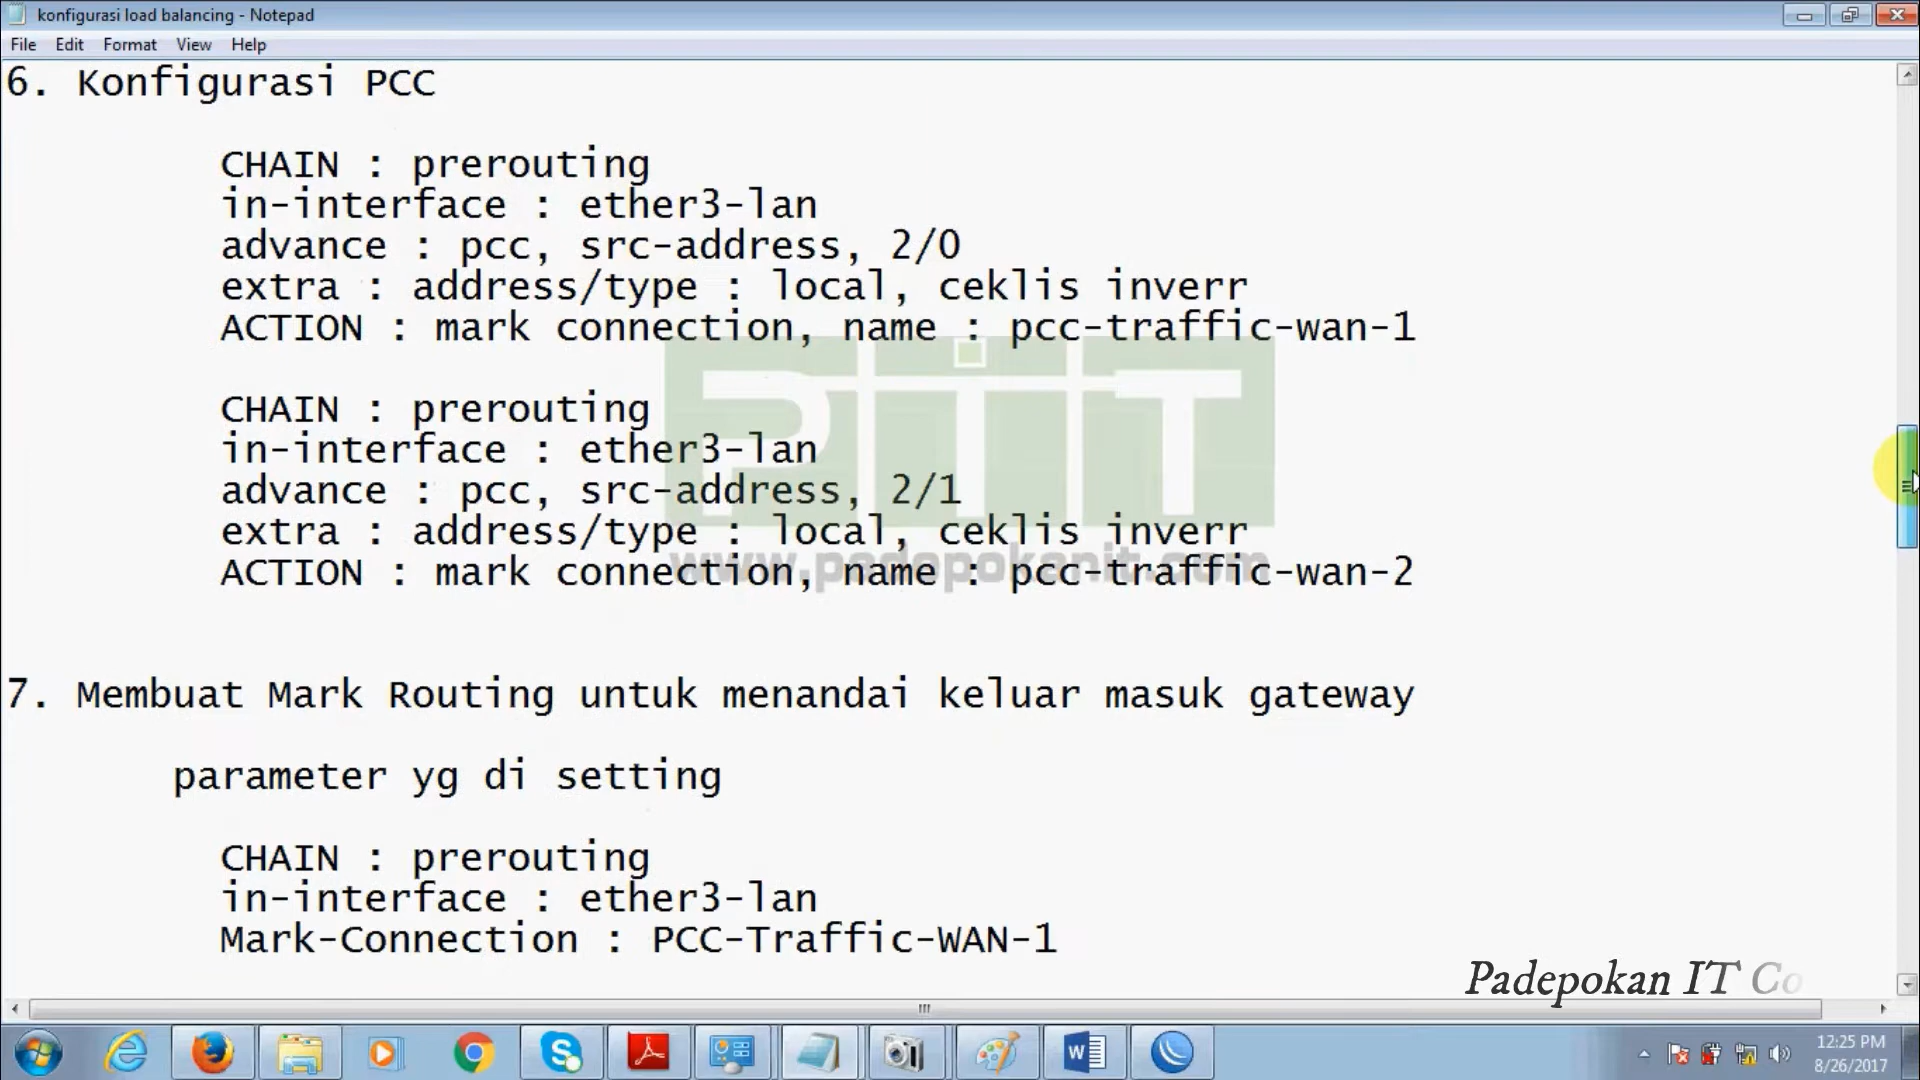 konfigurasi load balancing - Notepad
File Edit Format View Help
6. Konfigurasi PCC
CHAIN : prerouting
in-interface : ether3-lan
advance : pcc, src-address, 2/0
extra : address/type : local, ceklis inverr
ACTION : mark connection, name : pcc-traffic-wan-1
PIIT
CHAIN : prerouting
in-interface : ether3-lan
advance : pcc, src-address, 2/1
extra : address/type : local, ceklis inverr
www.padepokanit.com
ACTION : mark connection, name : pcc-traffic-wan-2
7. Membuat Mark Routing untuk menandai keluar masuk gateway
parameter yg di setting
CHAIN : prerouting
in-interface : ether3-lan
Mark-Connection : PCC-Traffic-WAN-1
Padepokan IT Co
12:25 PM
8/26/2017